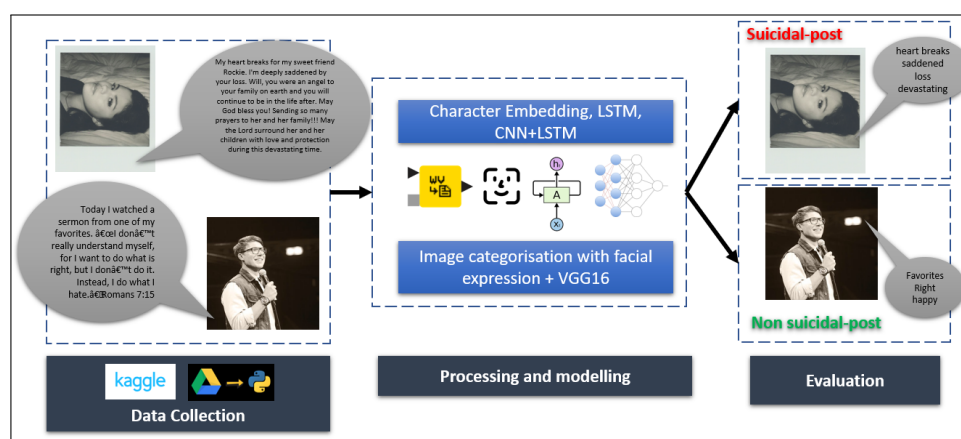 My heart breaks for my sweet friend
Rockie. I'm deeply saddened by
your loss. Will, you were an angel to
your family on earth and you will
continue to be in the life after. May
God bless you! Sending so many
prayers to her and her family!!! May
the Lord surround her and her
children with love and protection
during this devastating time.
Today I watched a
sermon from one of my
favorites. â€œI donâ€™t
really understand myself,
for I want to do what is
right, but I donâ€™t do it.
Instead, I do what I
hate.â€Romans 7:15
kaggle
Data Collection
Character Embedding, LSTM,
CNN+LSTM
W V
hᵢ
A
xᵢ
Image categorisation with facial
expression + VGG16
Processing and modelling
Suicidal-post
heart breaks
saddened
loss
devastating
Favorites
Right
happy
Non suicidal-post
Evaluation